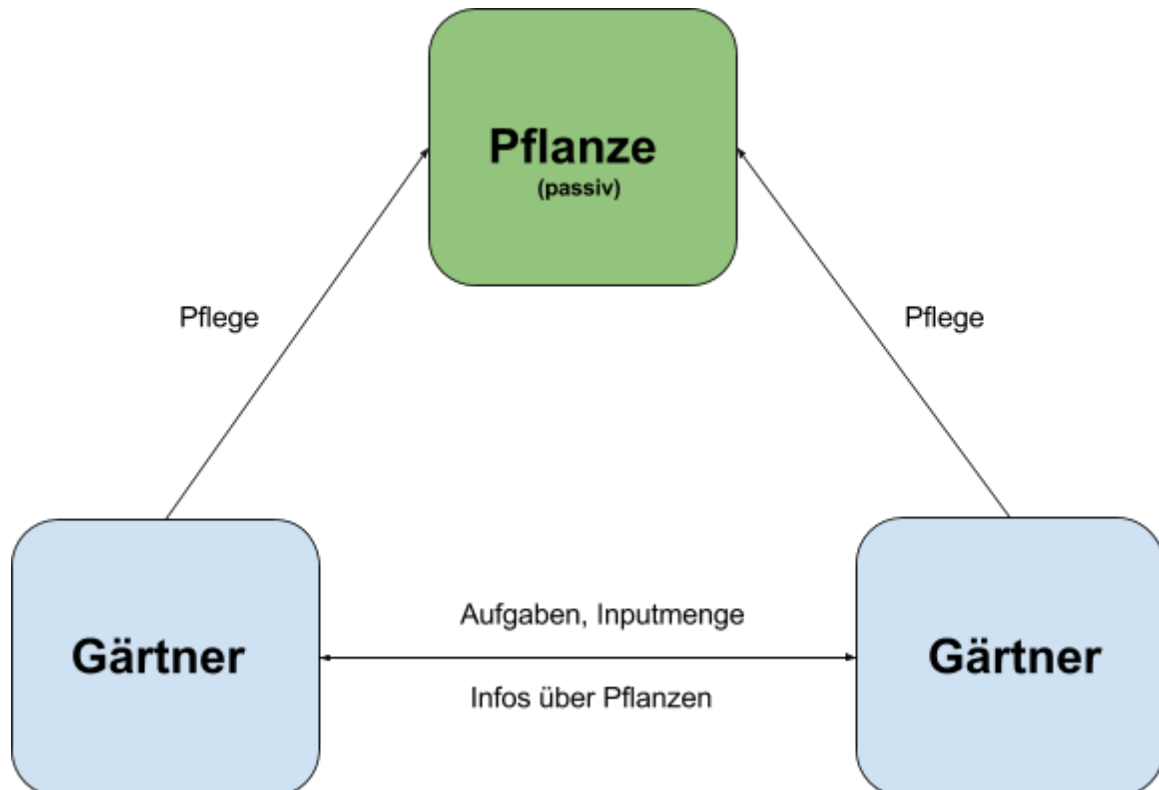 Pflanze
(passiv)
Pflege
Pflege
Aufgaben, Inputmenge
Gärtner
Gärtner
Infos über Pflanzen